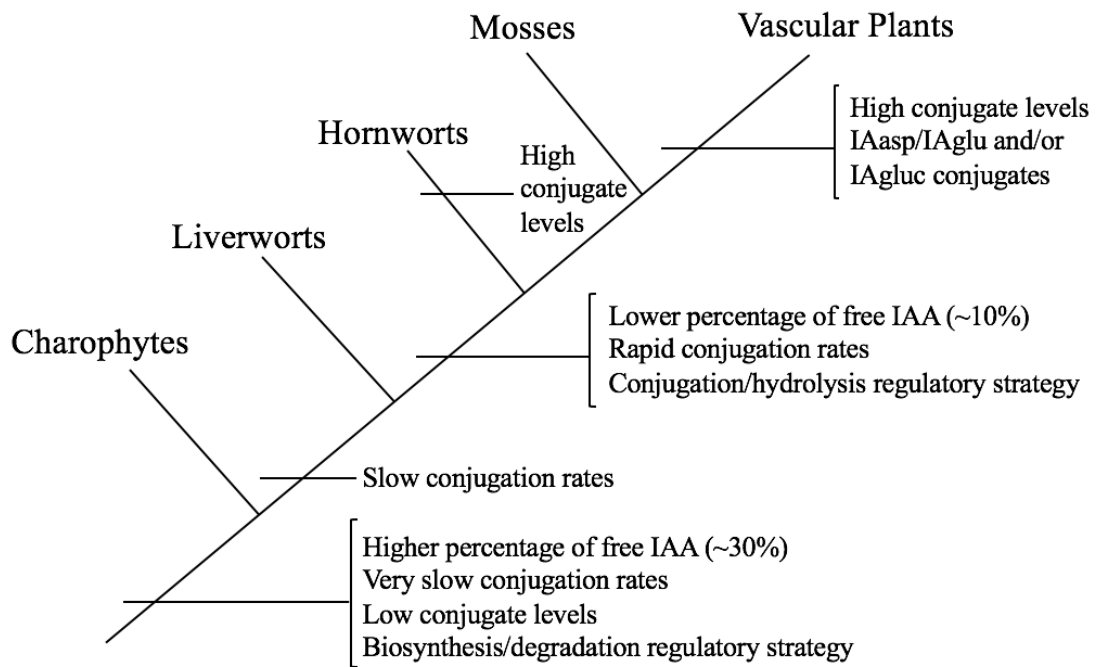 Mosses
Vascular Plants
High conjugate levels
IAasp/IAglu and/or
IAgluc conjugates
Hornworts
High
conjugate
levels
Liverworts
Lower percentage of free IAA (~10%)
Rapid conjugation rates
Conjugation/hydrolysis regulatory strategy
Charophytes
Slow conjugation rates
Higher percentage of free IAA (~30%)
Very slow conjugation rates
Low conjugate levels
Biosynthesis/degradation regulatory strategy